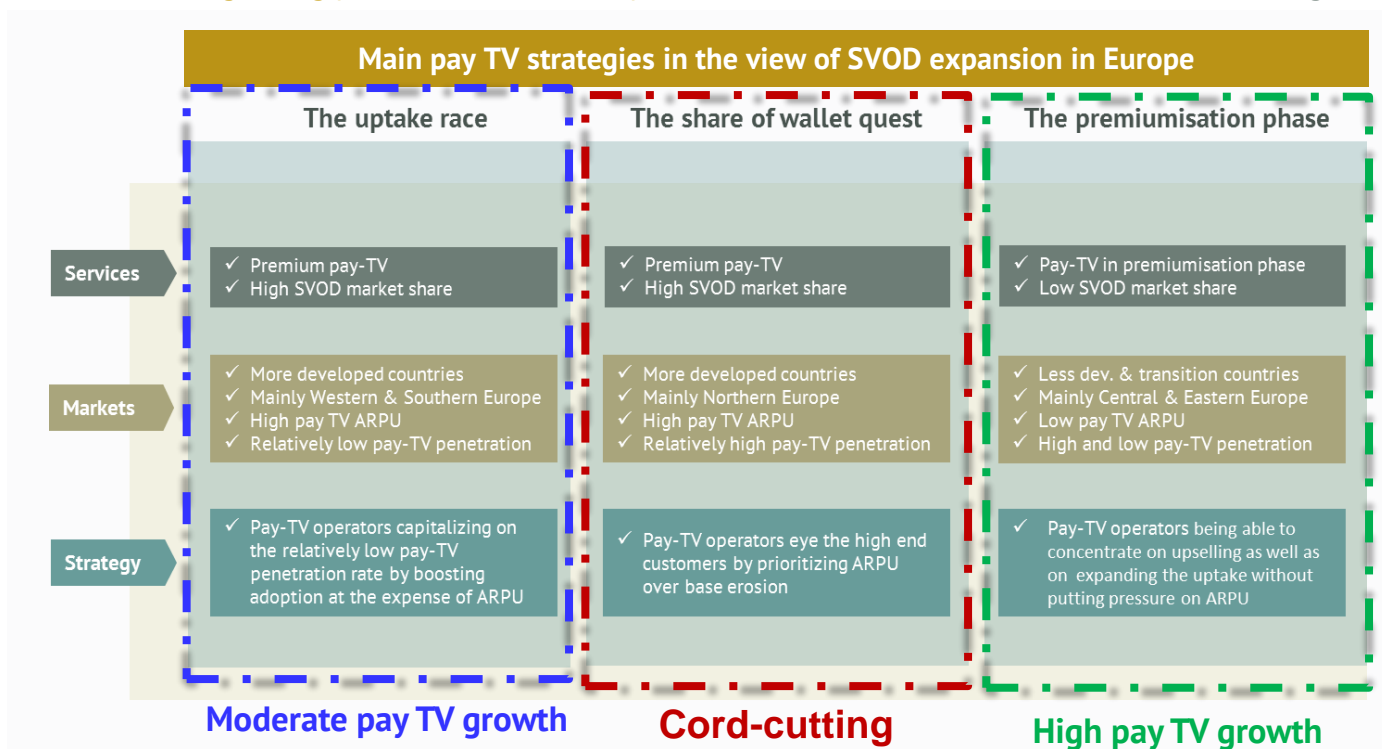 Main pay TV strategies in the view of SVOD expansion in Europe
The uptake race
The share of wallet quest
The premiumisation phase
Services
✓ Premium pay-TV
✓ High SVOD market share
✓ Premium pay-TV
✓ High SVOD market share
✓ Pay-TV in premiumisation phase
✓ Low SVOD market share
Markets
✓ More developed countries
✓ Mainly Western & Southern Europe
✓ High pay TV ARPU
✓ Relatively low pay-TV penetration
✓ More developed countries
✓ Mainly Northern Europe
✓ High pay TV ARPU
✓ Relatively high pay-TV penetration
✓ Less dev. & transition countries
✓ Mainly Central & Eastern Europe
✓ Low pay TV ARPU
✓ High and low pay-TV penetration
Strategy
✓ Pay-TV operators capitalizing on
the relatively low pay-TV
penetration rate by boosting
adoption at the expense of ARPU
✓ Pay-TV operators eye the high end
customers by prioritizing ARPU
over base erosion
✓ Pay-TV operators being able to
concentrate on upselling as well as
on expanding the uptake without
putting pressure on ARPU
Moderate pay TV growth
Cord-cutting
High pay TV growth